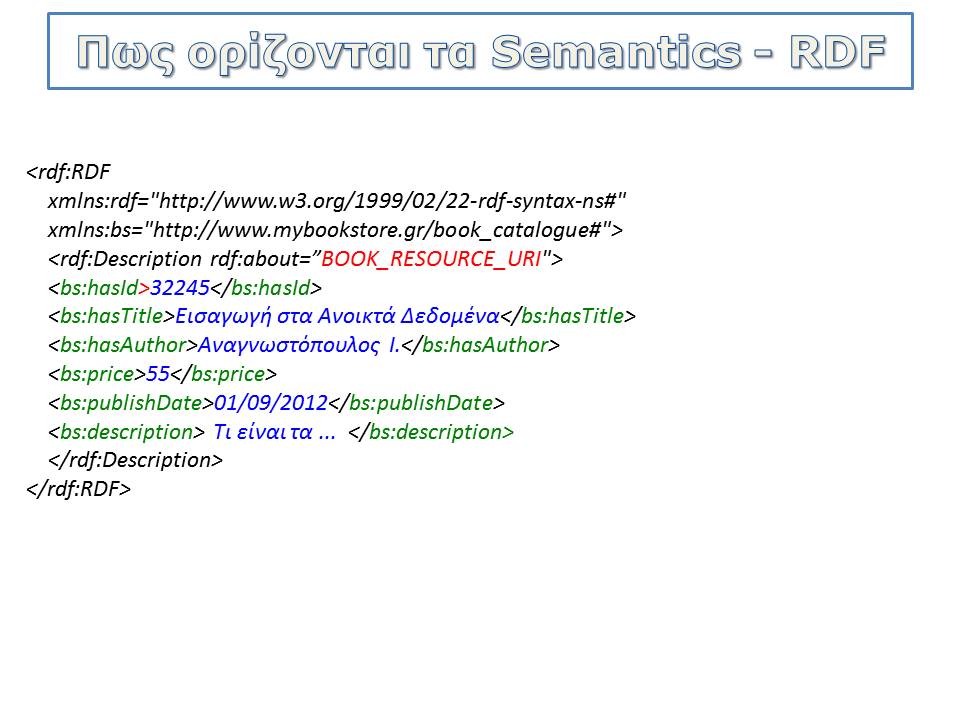 Πως ορίζονται τα Semantics - RDF
<rdf:RDF
xmlns:rdf="http://www.w3.org/1999/02/22-rdf-syntax-ns#"
xmlns:bs="http://www.mybookstore.gr/book_catalogue#">
<rdf:Description rdf:about=”BOOK_RESOURCE_URI">
<bs:hasId>32245</bs:hasId>
<bs:hasTitle>Εισαγωγή στα Ανοικτά Δεδομένα</bs:hasTitle>
<bs:hasAuthor>Αναγνωστόπουλος Ι.</bs:hasAuthor>
<bs:price>55</bs:price>
<bs:publishDate>01/09/2012</bs:publishDate>
<bs:description> Τι είναι τα ... </bs:description>
</rdf:Description>
</rdf:RDF>